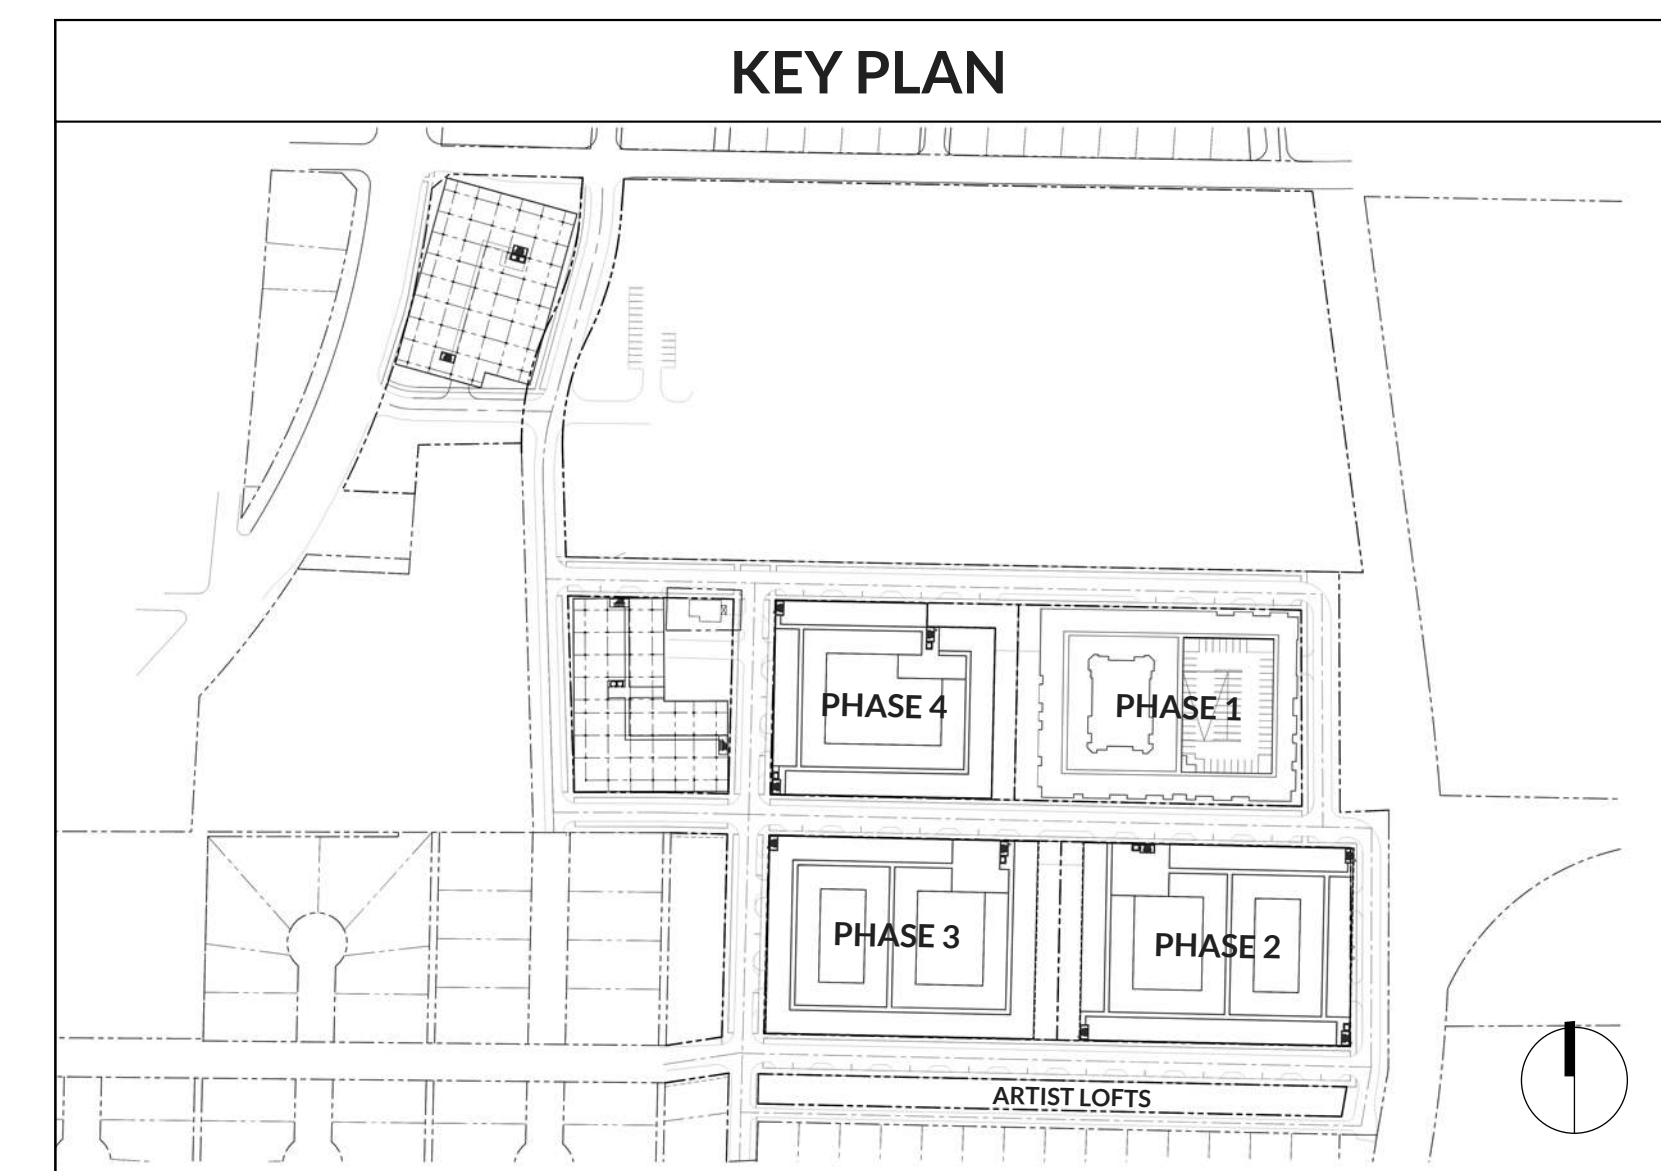 KEY PLAN
PHASE 4
PHASE 1
PHASE 3
PHASE 2
ARTIST LOFTS